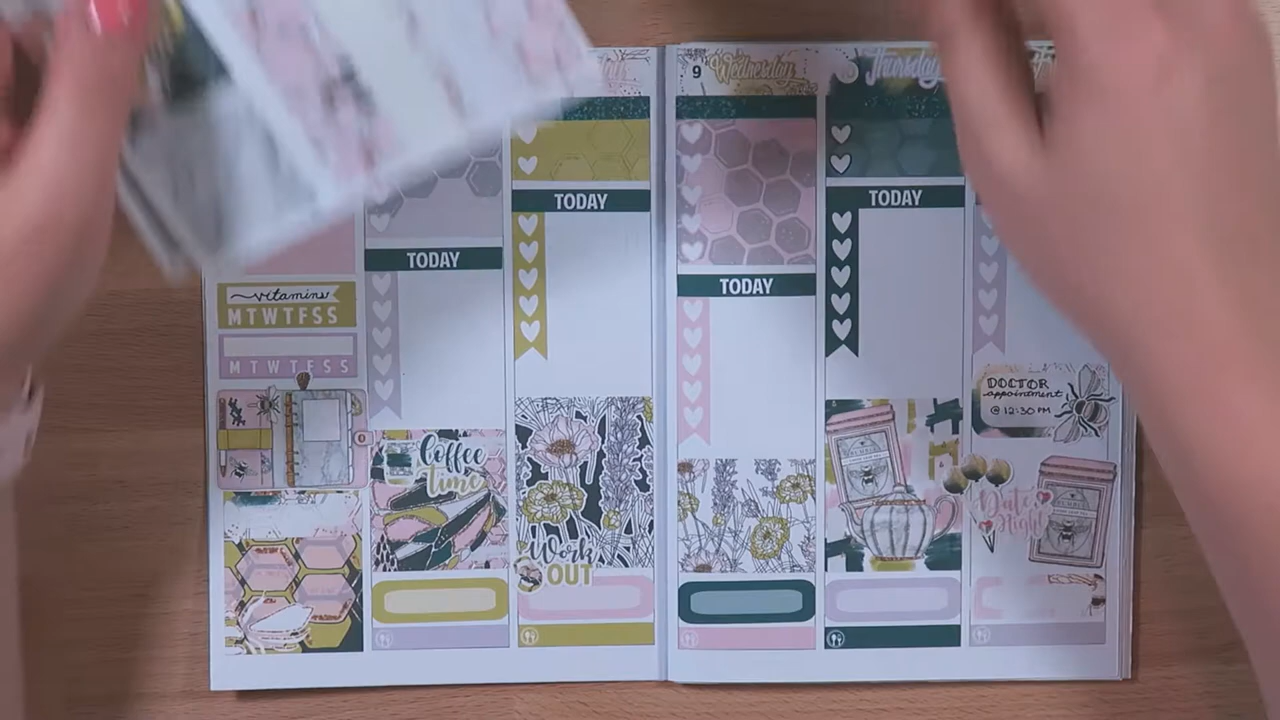 9
Wednesday
Thursday
TODAY
TODAY
TODAY
TODAY
vitamins
MTWTFSS
MTWTFSS
DOCTOR
appointment
@ 12:30 PM
Coffee
time
Date
Night
Work
OUT